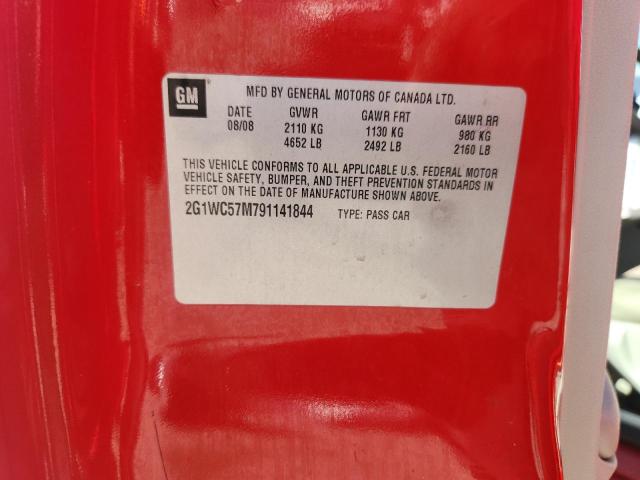 GM MFD BY GENERAL MOTORS OF CANADA LTD.
DATE GVWR GAWR FRT GAWR RR
08/08 2110 KG 1130 KG 980 KG
4652 LB 2492 LB 2160 LB
THIS VEHICLE CONFORMS TO ALL APPLICABLE U.S. FEDERAL MOTOR
VEHICLE SAFETY, BUMPER, AND THEFT PREVENTION STANDARDS IN
EFFECT ON THE DATE OF MANUFACTURE SHOWN ABOVE.
2G1WC57M791141844 TYPE: PASS CAR